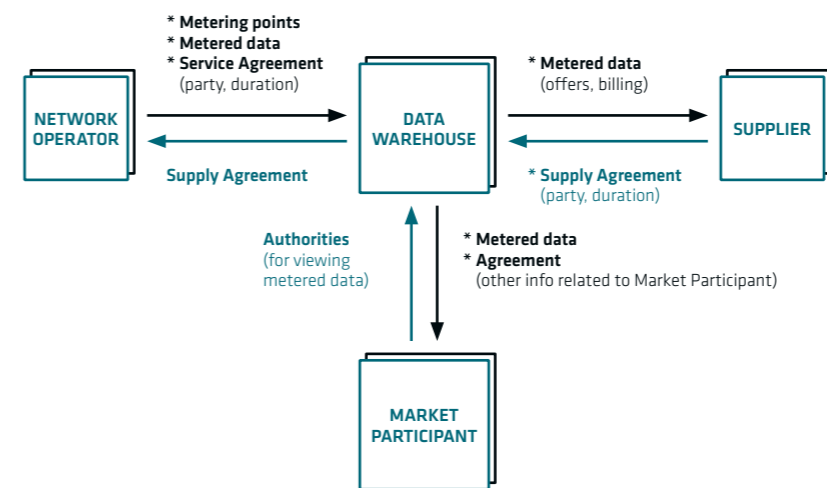 * Metering points
* Metered data
* Service Agreement
(party, duration)
* Metered data
(offers, billing)
NETWORK
OPERATOR
DATA
WAREHOUSE
SUPPLIER
Supply Agreement
* Supply Agreement
(party, duration)
Authorities
(for viewing
metered data)
* Metered data
* Agreement
(other info related to Market Participant)
MARKET
PARTICIPANT